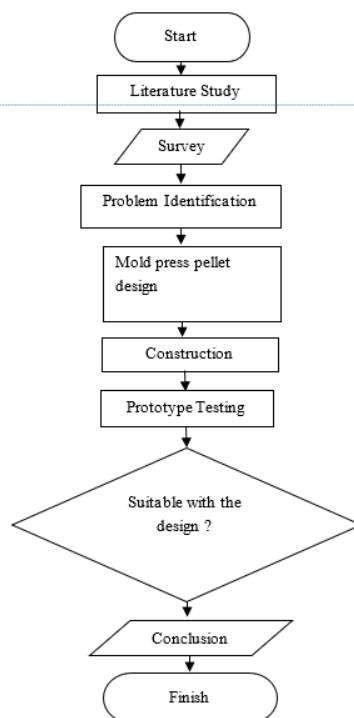 Start
Literature Study
Survey
Problem Identification
Mold press pellet
design
Construction
Prototype Testing
Suitable with the
design ?
Conclusion
Finish